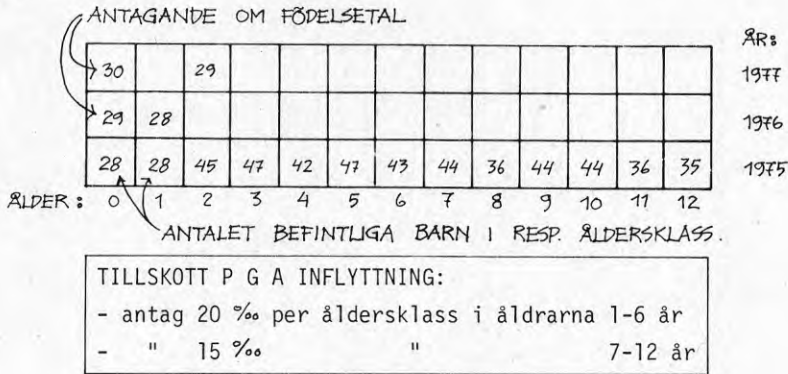 ANTAGANDE OM FÖDELSETAL
ÅR:
30 29 1977
29 28 1976
28 28 45 47 42 47 43 44 36 44 44 36 35 1975
ÅLDER: 0 1 2 3 4 5 6 7 8 9 10 11 12
ANTALET BEFINTLIGA BARN I RESP. ÅLDERSKLASS.
TILLSKOTT P G A INFLYTTNING:
- antag 20 ‰ per åldersklass i åldrarna 1-6 år
- " 15 ‰ " 7-12 år